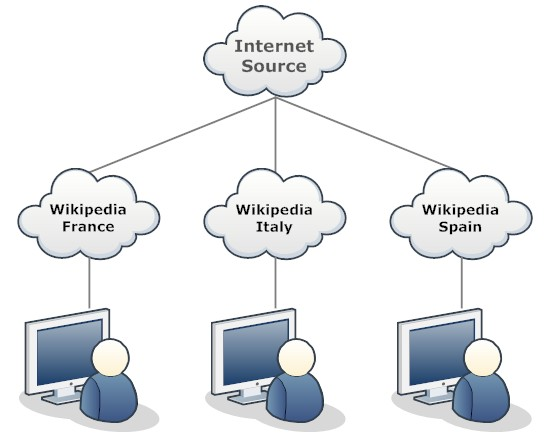 Internet
Source
Wikipedia
France
Wikipedia
Italy
Wikipedia
Spain